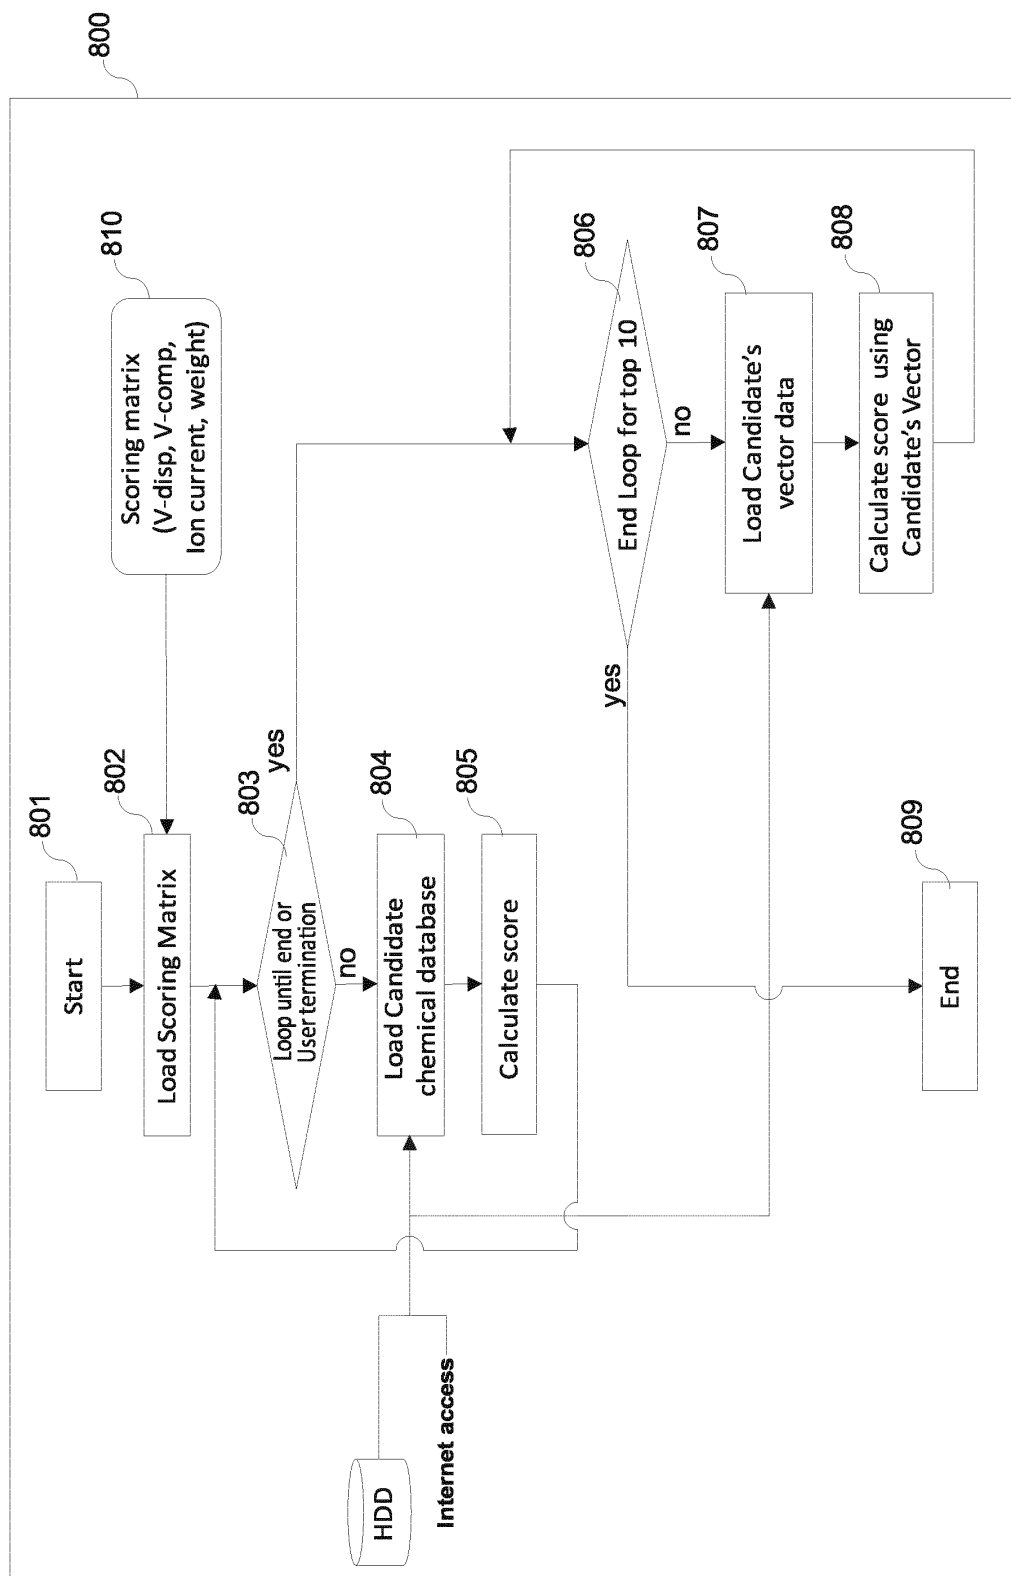 800
801
Start
802
Load Scoring Matrix
810
Scoring matrix
(V-disp, V-comp,
Ion current, weight)
803
Loop until end or
User termination
yes
no
804
Load Candidate
chemical database
805
Calculate score
HDD
Internet access
806
End Loop for top 10
yes
no
807
Load Candidate's
vector data
808
Calculate score using
Candidate's Vector
809
End